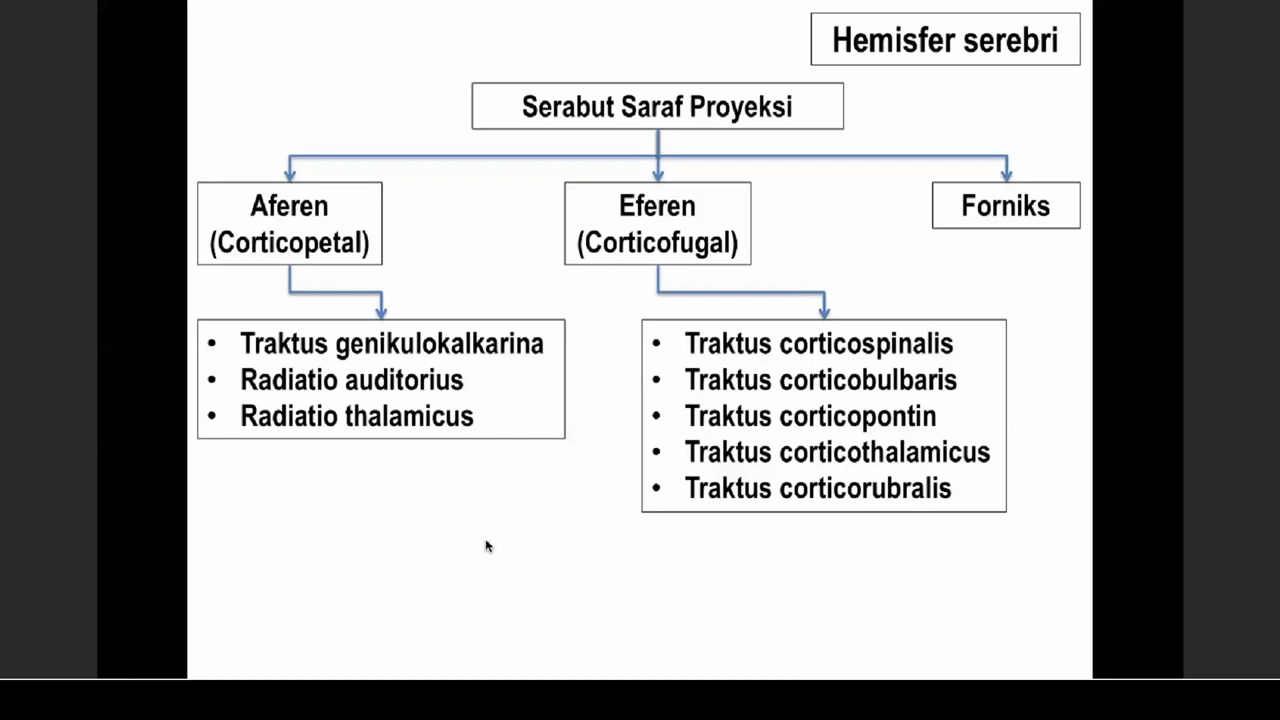 Hemisfer serebri
Serabut Saraf Proyeksi
Aferen
(Corticopetal)
Eferen
(Corticofugal)
Forniks
• Traktus genikulokalkarina
• Radiatio auditorius
• Radiatio thalamicus
• Traktus corticospinalis
• Traktus corticobulbaris
• Traktus corticopontin
• Traktus corticothalamicus
• Traktus corticorubralis